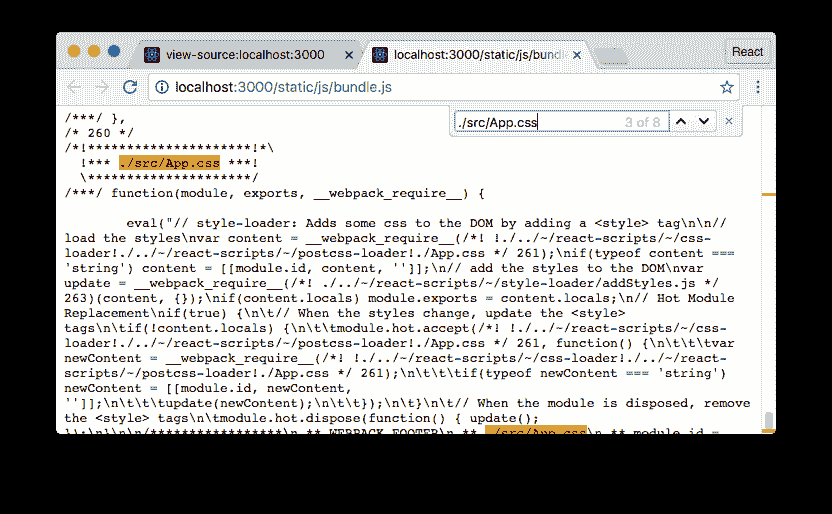 view-source:localhost:3000
localhost:3000/static/js/bundl
React
localhost:3000/static/js/bundle.js
./src/App.css 3 of 8
/***/ },
/* 260 */
/*!*********************!*\
  !*** ./src/App.css ***!
  \*********************/
/***/ function(module, exports, __webpack_require__) {
eval("// style-loader: Adds some css to the DOM by adding a <style> tag\n\n//
load the styles\nvar content = __webpack_require__(/*! !./../~/react-scripts/~/css-
loader!./../~/react-scripts/~/postcss-loader!./App.css */ 261);\nif(typeof content ===
'string') content = [[module.id, content, '']];\n// add the styles to the DOM\nvar
update = __webpack_require__(/*! ./../~/react-scripts/~/style-loader/addStyles.js */
263)(content, {});\nif(content.locals) module.exports = content.locals;\n// Hot Module
Replacement\nif(true) {\n\t// When the styles change, update the <style>
tags\n\tif(!content.locals) {\n\t\tmodule.hot.accept(/*! !./../~/react-scripts/~/css-
loader!./../~/react-scripts/~/postcss-loader!./App.css */ 261, function() {\n\t\t\tvar
newContent = __webpack_require__(/*! !./../~/react-scripts/~/css-loader!./../~/react-
scripts/~/postcss-loader!./App.css */ 261);\n\t\t\tif(typeof newContent === 'string')
newContent = [[module.id, newContent,
'']];\n\t\t\tupdate(newContent);\n\t\t});\n\t}\n\t// When the module is disposed, remove
the <style> tags\n\tmodule.hot.dispose(function() { update();
});\n}\n\n/*****************\n ** WEBPACK FOOTER\n ** ./src/App.css\n ** module id =